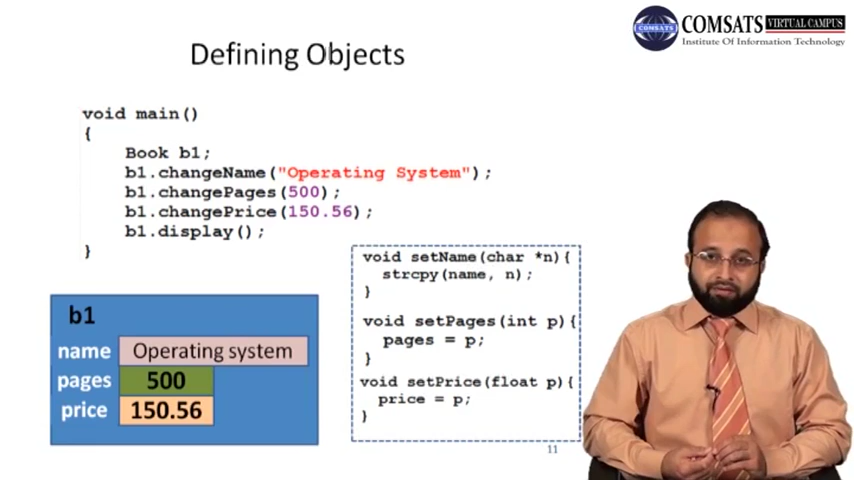 COMSATS VIRTUAL CAMPUS
Institute Of Information Technology
COMSATS
Defining Objects
void main()
{
Book b1;
b1.changeName("Operating System");
b1.changePages(500);
b1.changePrice(150.56);
b1.display();
}
void setName(char *n){
strcpy(name, n);
}
void setPages(int p){
pages = p;
}
void setPrice(float p){
price = p;
}
b1
name Operating system
pages 500
price 150.56
11